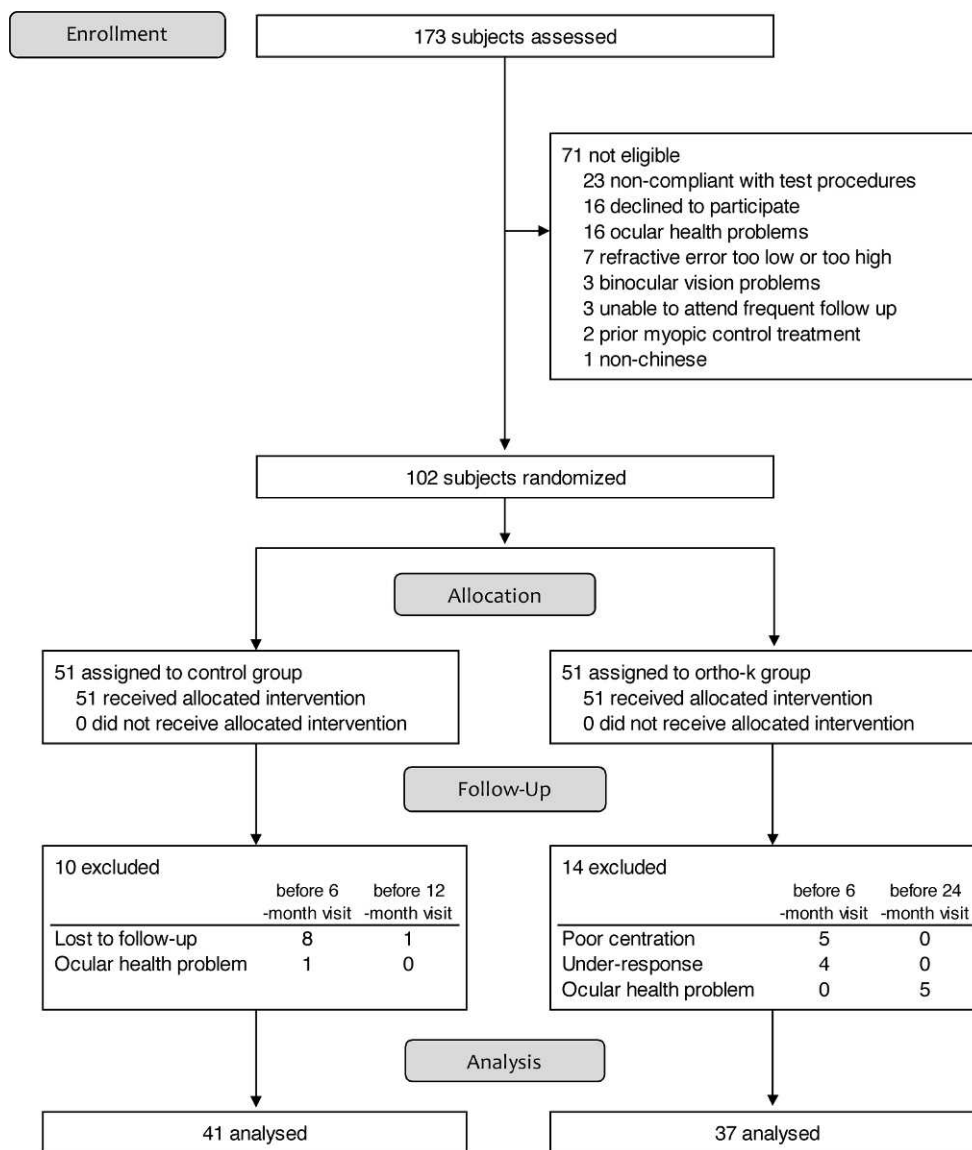 Enrollment
173 subjects assessed
71 not eligible
23 non-compliant with test procedures
16 declined to participate
16 ocular health problems
7 refractive error too low or too high
3 binocular vision problems
3 unable to attend frequent follow up
2 prior myopic control treatment
1 non-chinese
102 subjects randomized
Allocation
51 assigned to control group
51 received allocated intervention
0 did not receive allocated intervention
51 assigned to ortho-k group
51 received allocated intervention
0 did not receive allocated intervention
Follow-Up
10 excluded
before 6 before 12
-month visit -month visit
Lost to follow-up 8 1
Ocular health problem 1 0
14 excluded
before 6 before 24
-month visit -month visit
Poor centration 5 0
Under-response 4 0
Ocular health problem 0 5
Analysis
41 analysed
37 analysed